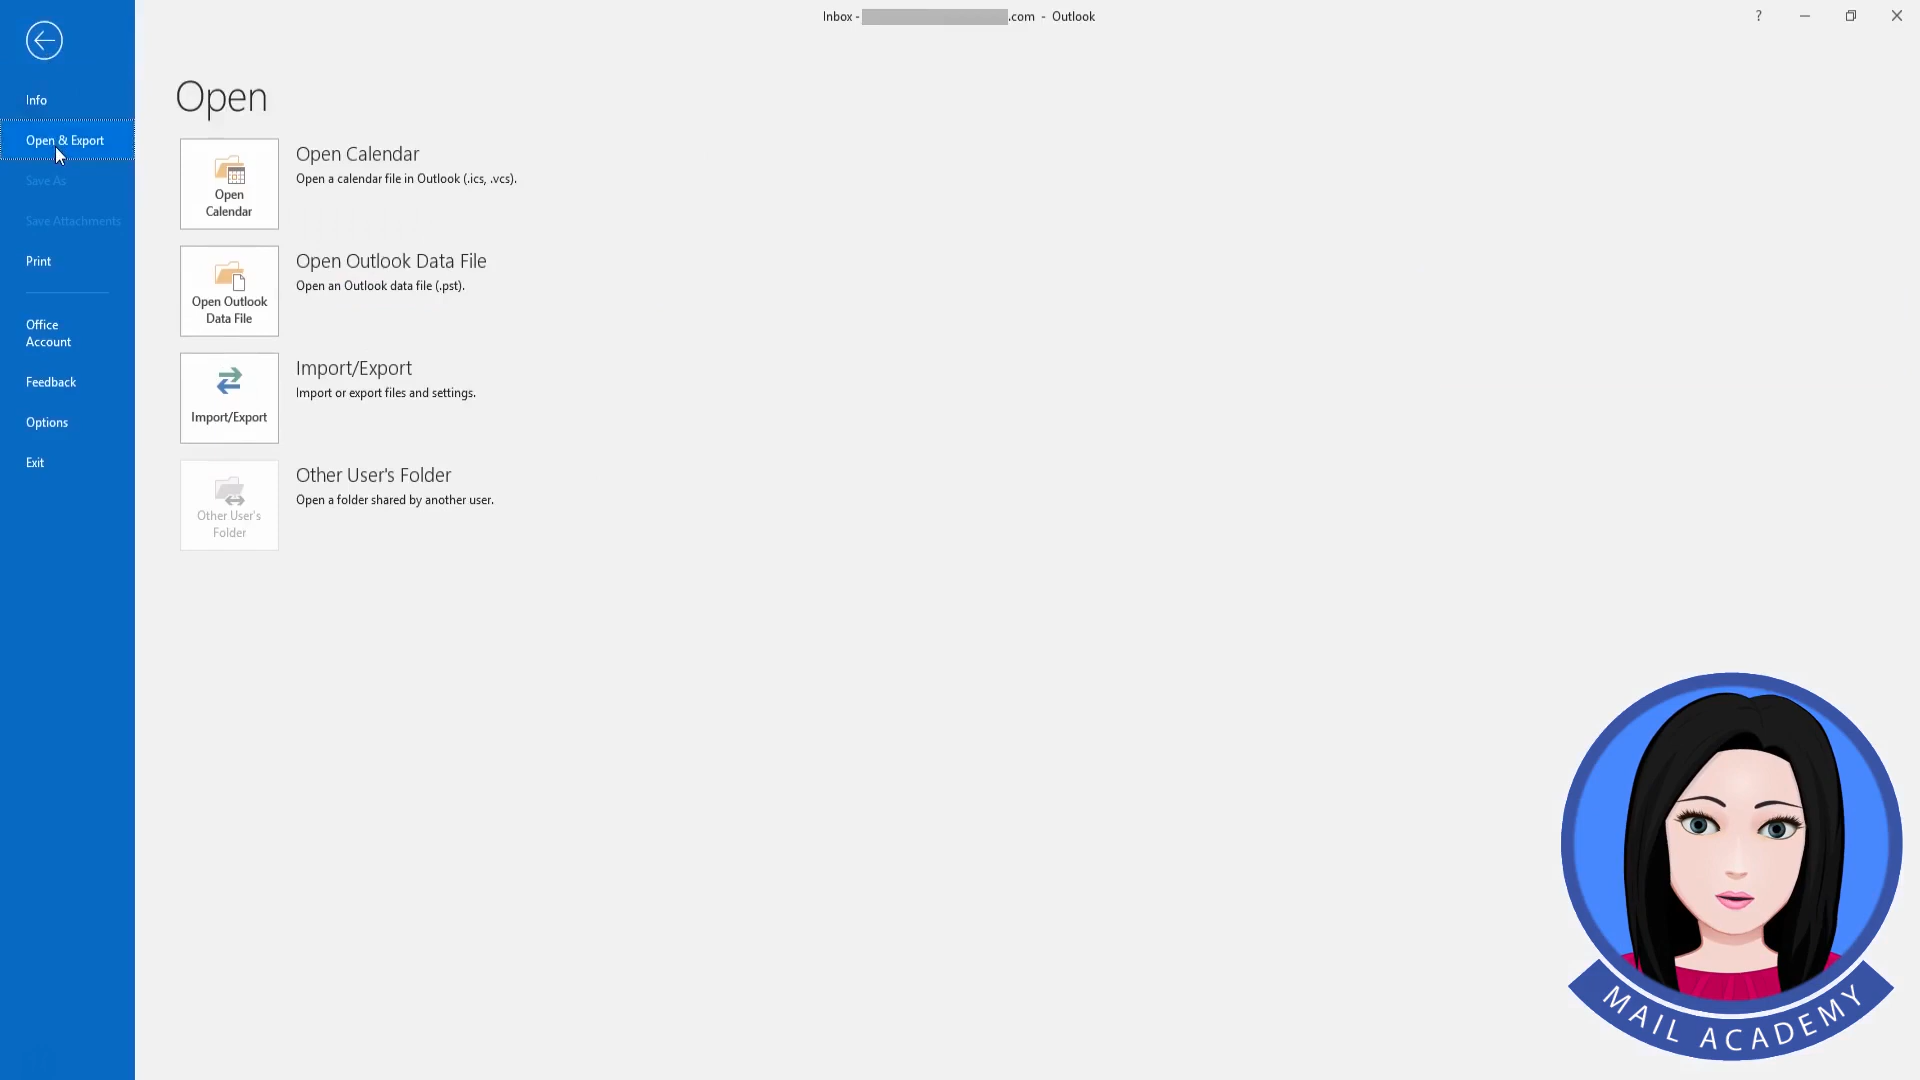 Inbox - .com - Outlook
?
Info
Open & Export
Save As
Save Attachments
Print
Office
Account
Feedback
Options
Exit
Open
Open
Calendar
Open Calendar
Open a calendar file in Outlook (.ics, .vcs).
Open Outlook
Data File
Open Outlook Data File
Open an Outlook data file (.pst).
Import/Export
Import/Export
Import or export files and settings.
Other User's
Folder
Other User's Folder
Open a folder shared by another user.
MAIL ACADEMY